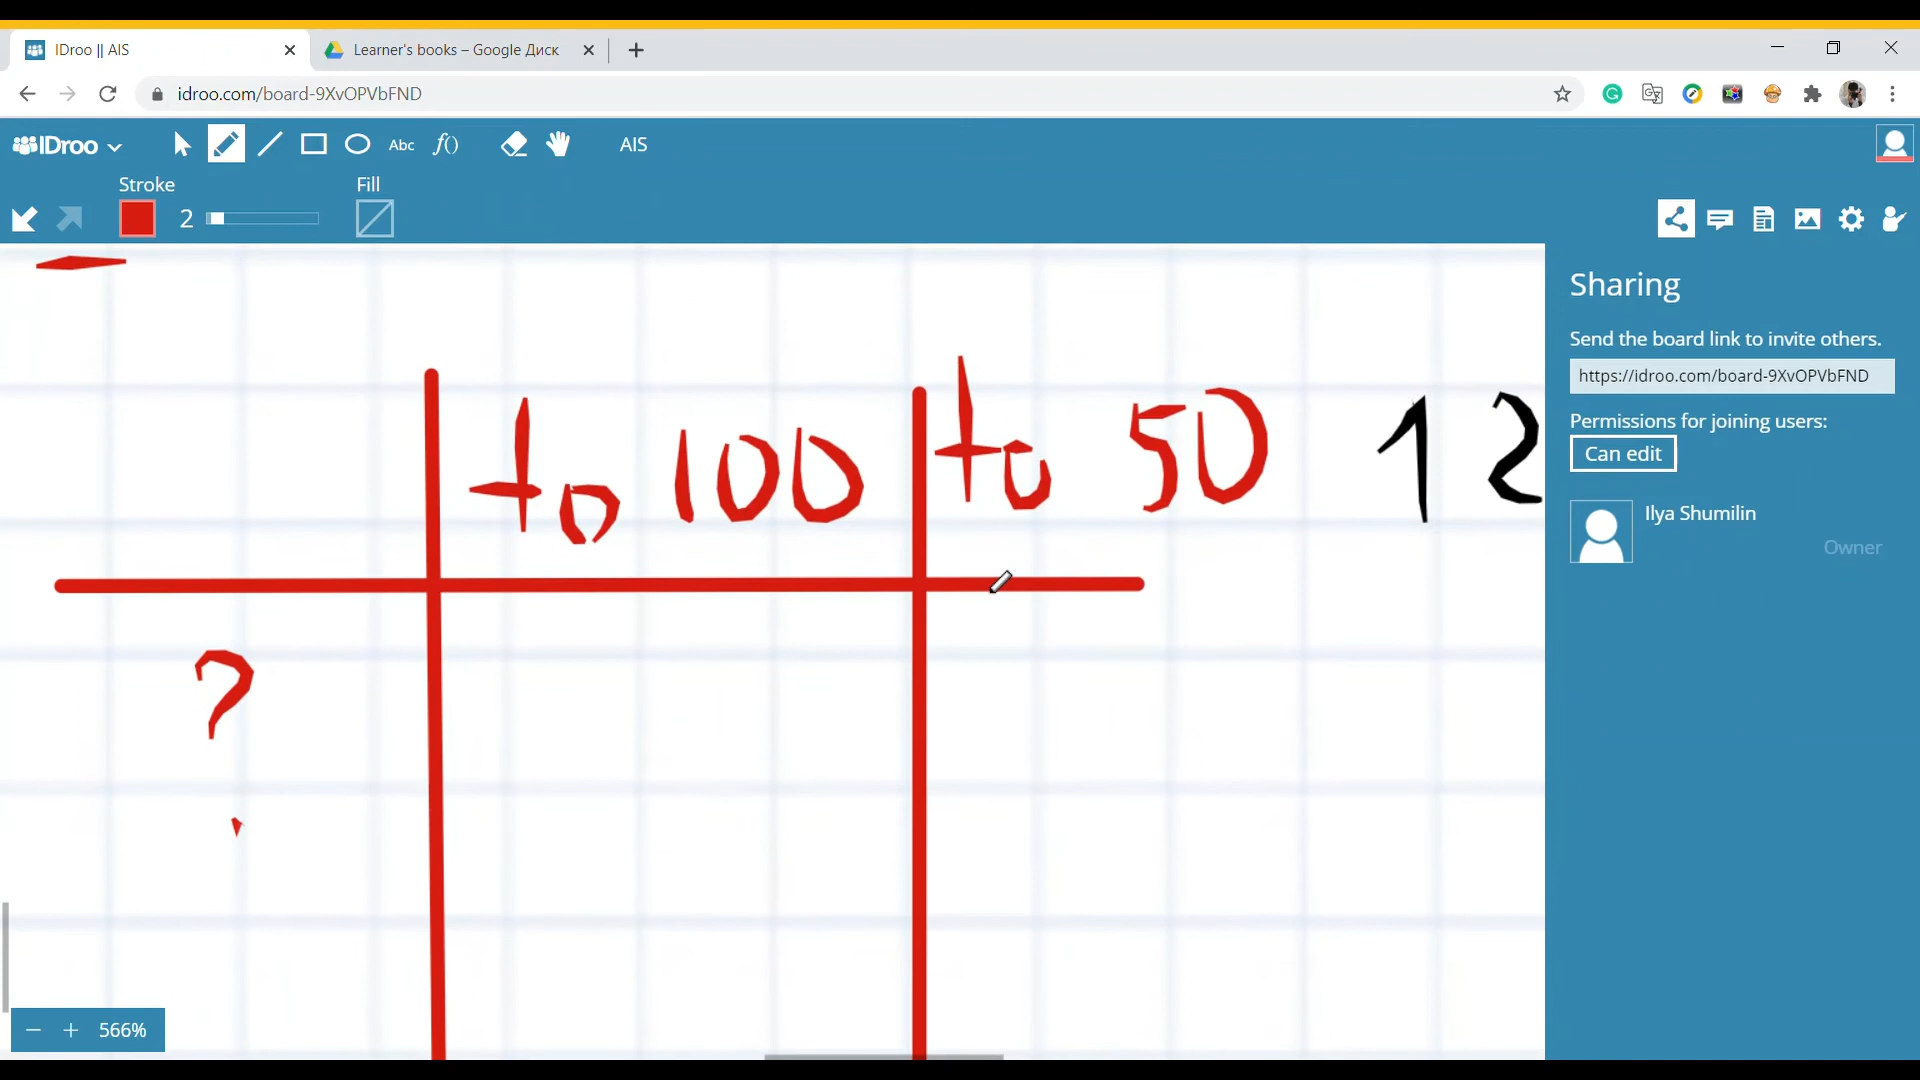 IDroo || AIS
Learner's books – Google Диск
idroo.com/board-9XvOPVbFND
IDroo
Abc
f()
AIS
Stroke
Fill
2
Sharing
Send the board link to invite others.
https://idroo.com/board-9XvOPVbFND
Permissions for joining users:
Can edit
Ilya Shumilin
Owner
to 100
to 50
12
?
566%